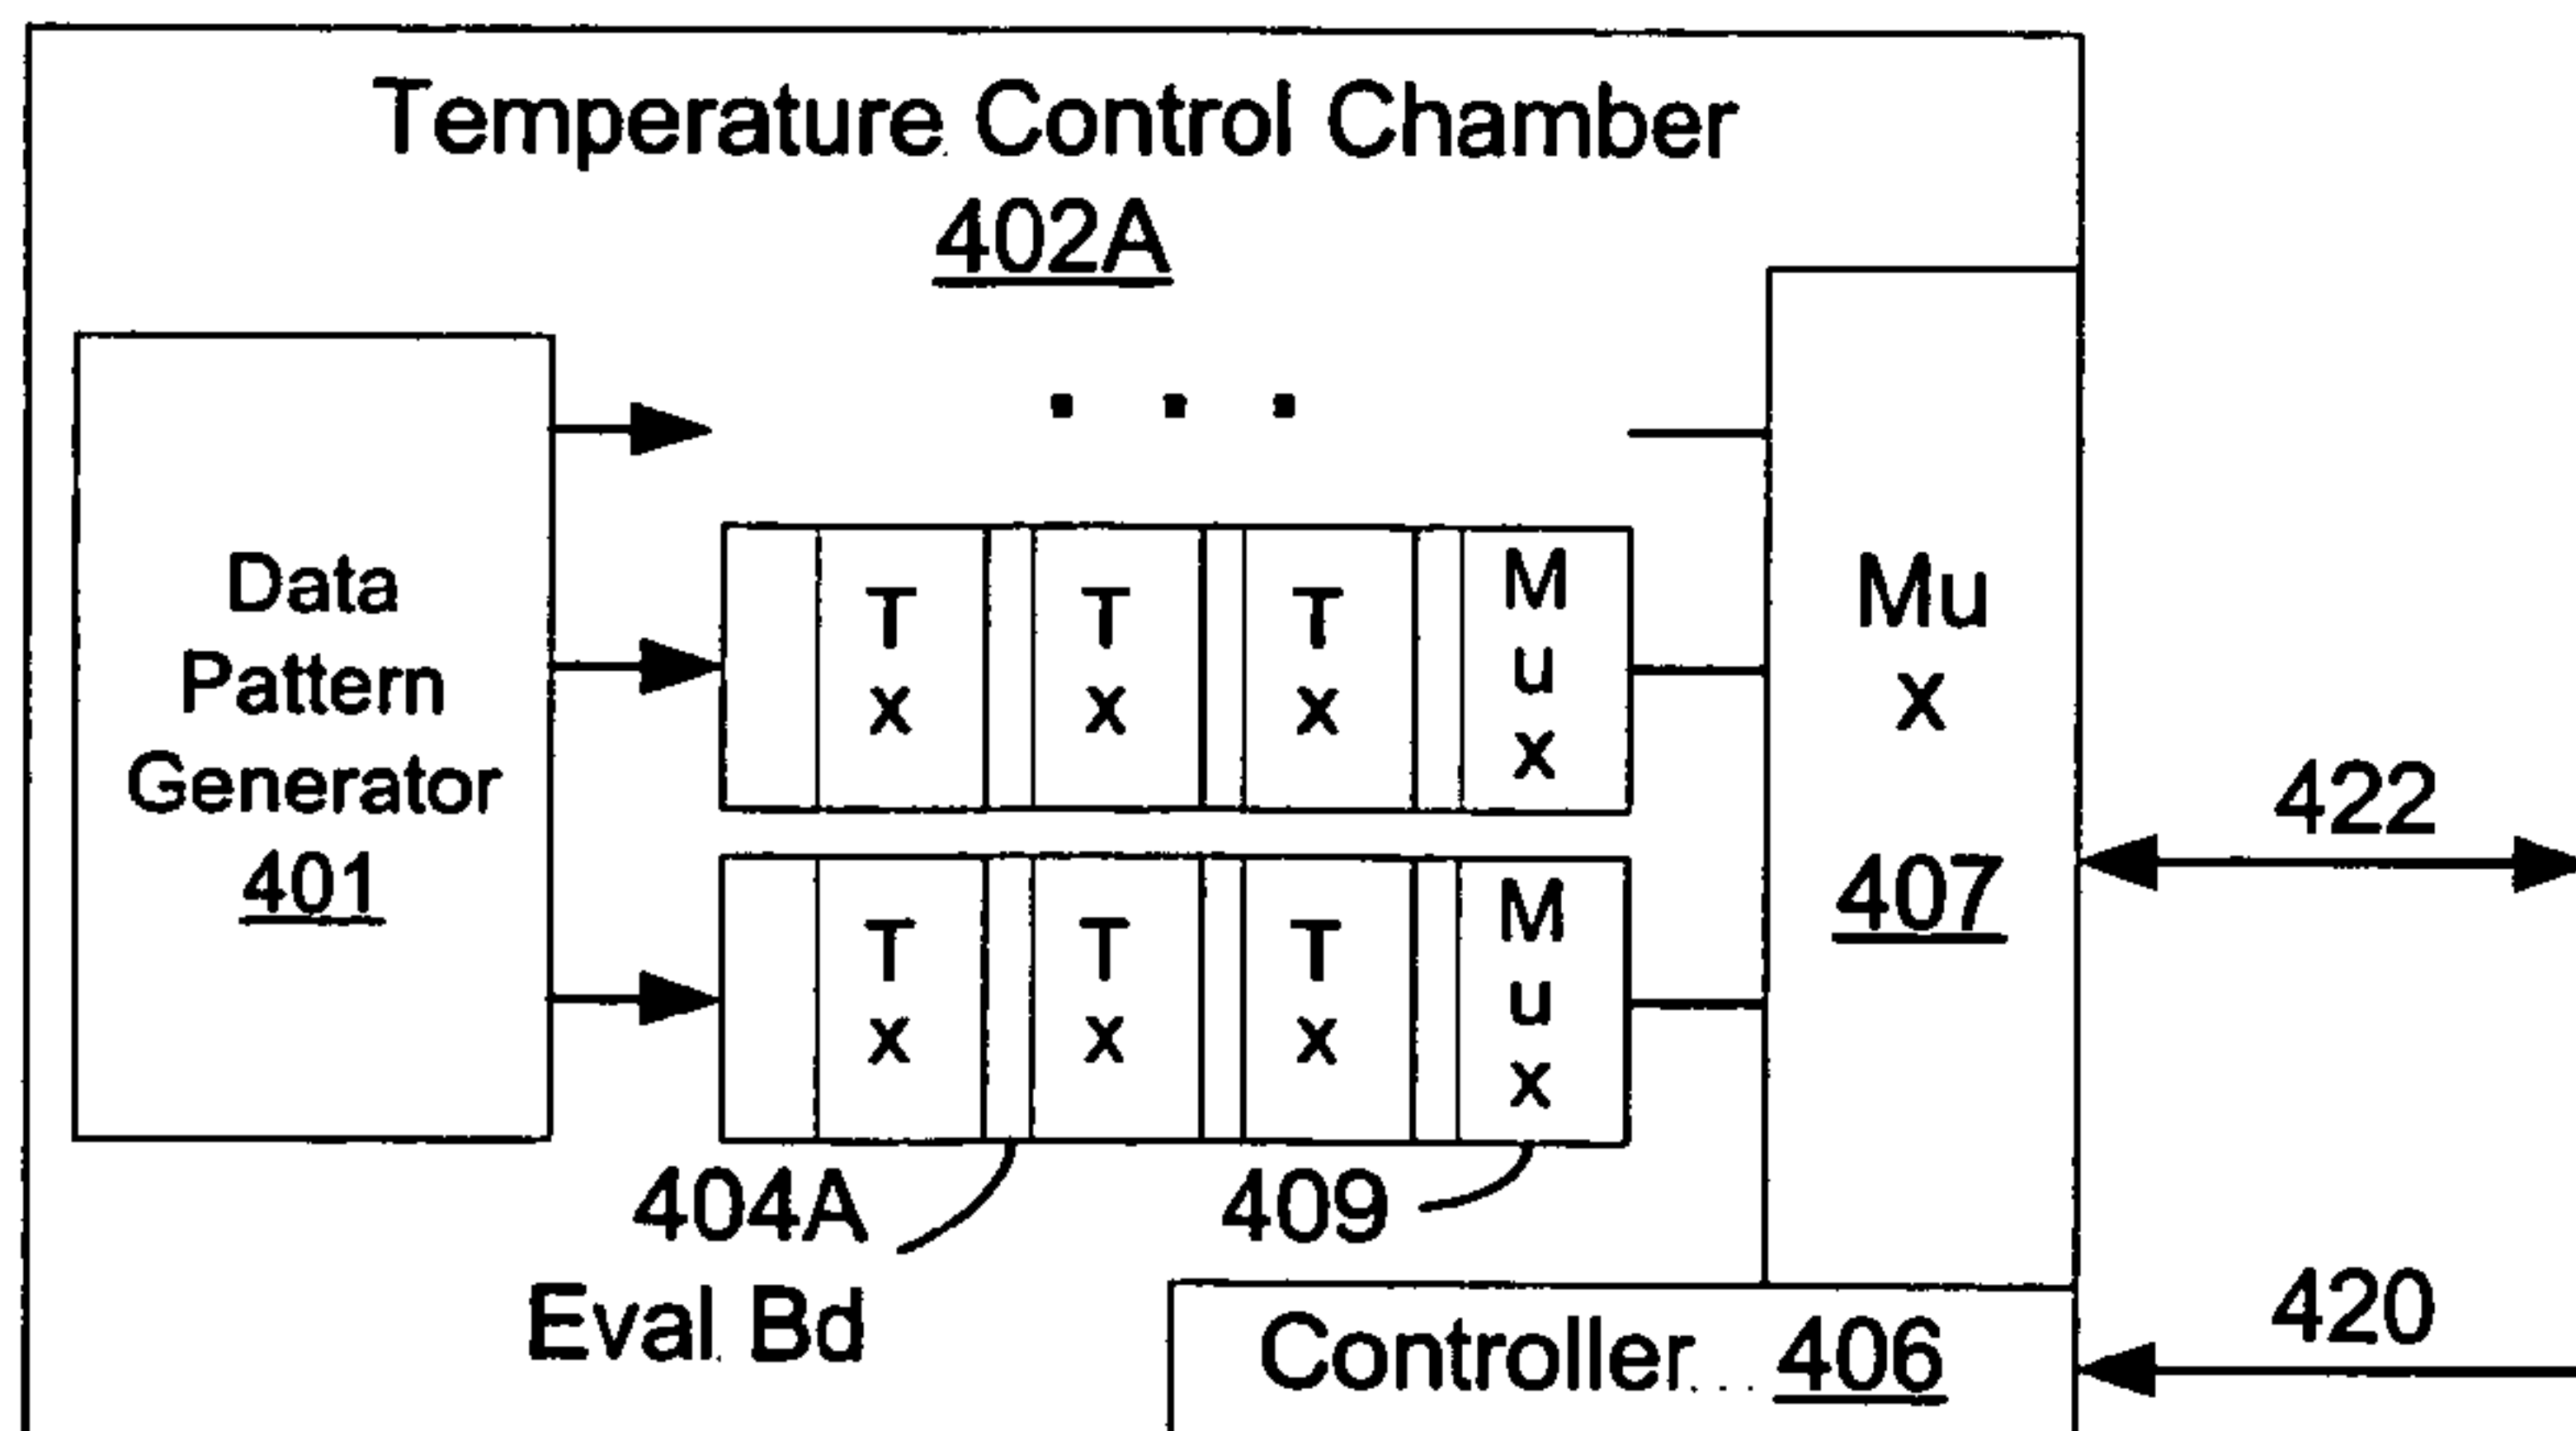 Temperature Control Chamber
402A
. . .
Data
Pattern
Generator
401
T
x
T
x
T
x
M
u
x
T
x
T
x
T
x
M
u
x
Mu
x
407
422
404A
Eval Bd
409
Controller 406
420